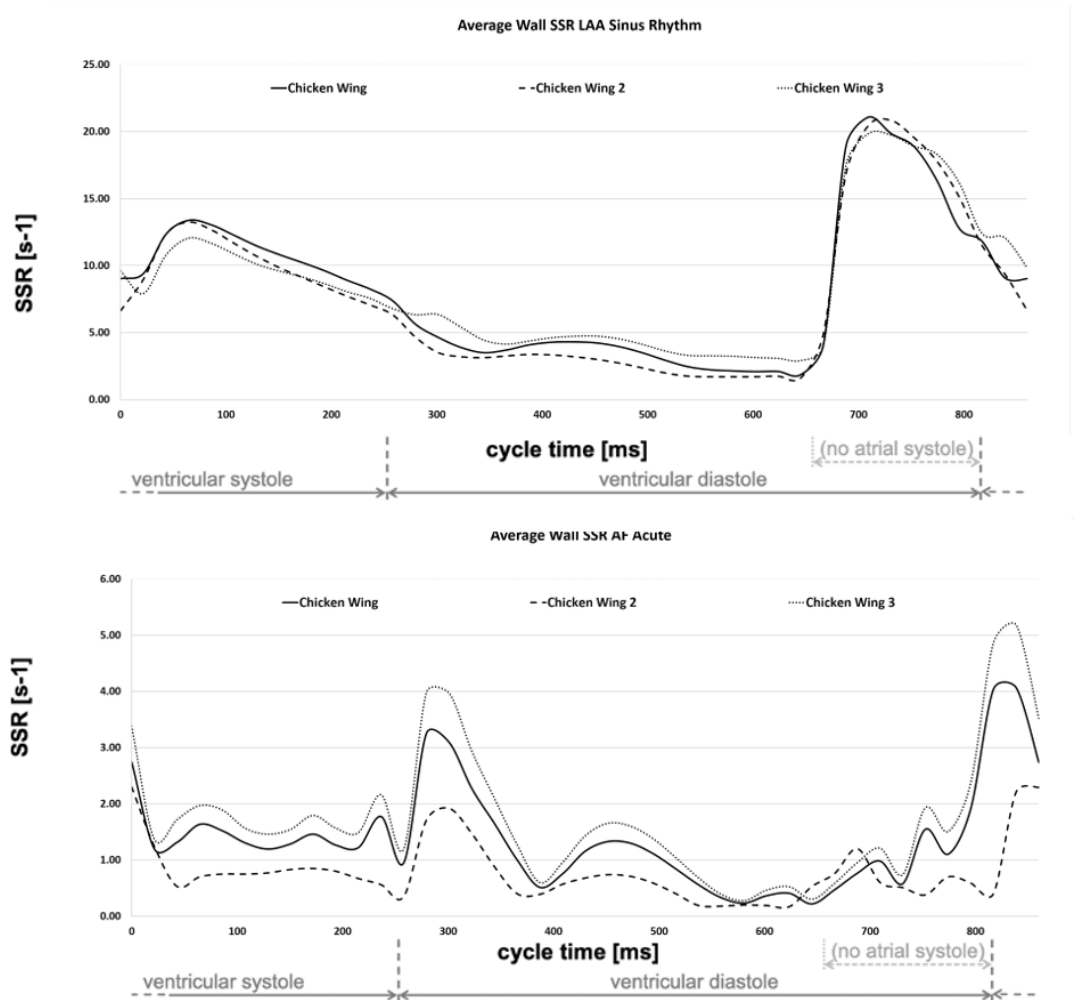 Average Wall SSR LAA Sinus Rhythm
25.00
Chicken Wing Chicken Wing 2 Chicken Wing 3
20.00
15.00
10.00
5.00
0.00
SSR [s-1]
0 100 200 300 400 500 600 700 800
cycle time [ms]
(no atrial systole)
ventricular systole ventricular diastole
Average Wall SSR AF Acute
6.00
Chicken Wing Chicken Wing 2 Chicken Wing 3
5.00
4.00
3.00
2.00
1.00
0.00
SSR [s-1]
0 100 200 300 400 500 600 700 800
cycle time [ms]
(no atrial systole)
ventricular systole ventricular diastole